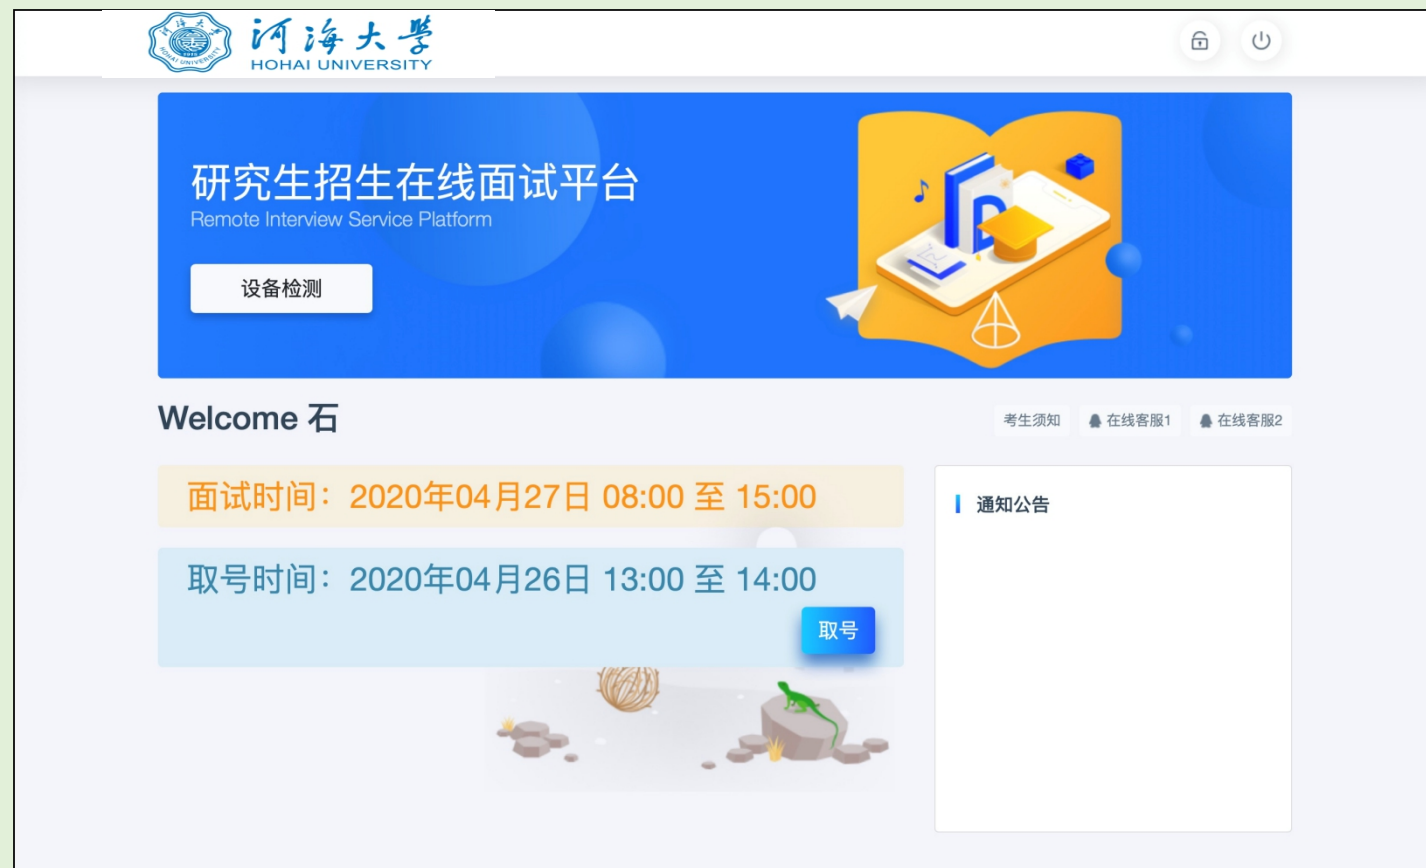 河海大學
HOHAI UNIVERSITY
研究生招生在线面试平台
Remote Interview Service Platform
设备检测
Welcome 石
考生须知
在线客服1
在线客服2
面试时间：2020年04月27日 08:00 至 15:00
取号时间：2020年04月26日 13:00 至 14:00
取号
通知公告